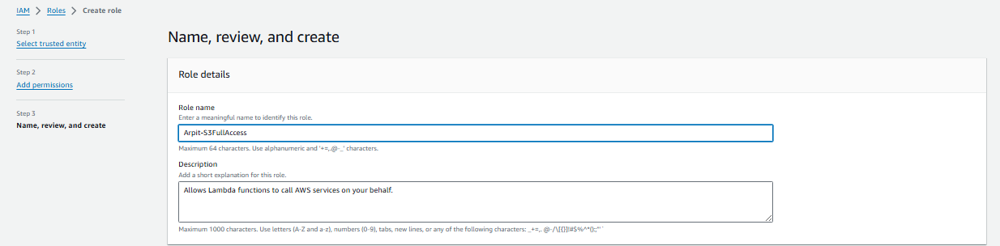 IAM > Roles > Create role
Step 1
Select trusted entity
Step 2
Add permissions
Step 3
Name, review, and create
Name, review, and create
Role details
Role name
Enter a meaningful name to identify this role.
Arpit-S3FullAccess
Maximum 64 characters. Use alphanumeric and '+=,.@-_' characters.
Description
Add a short explanation for this role.
Allows Lambda functions to call AWS services on your behalf.
Maximum 1000 characters. Use letters (A-Z and a-z), numbers (0-9), tabs, new lines, or any of the following characters: _+=,. @-/\[{}]!#$%^*();:"'`